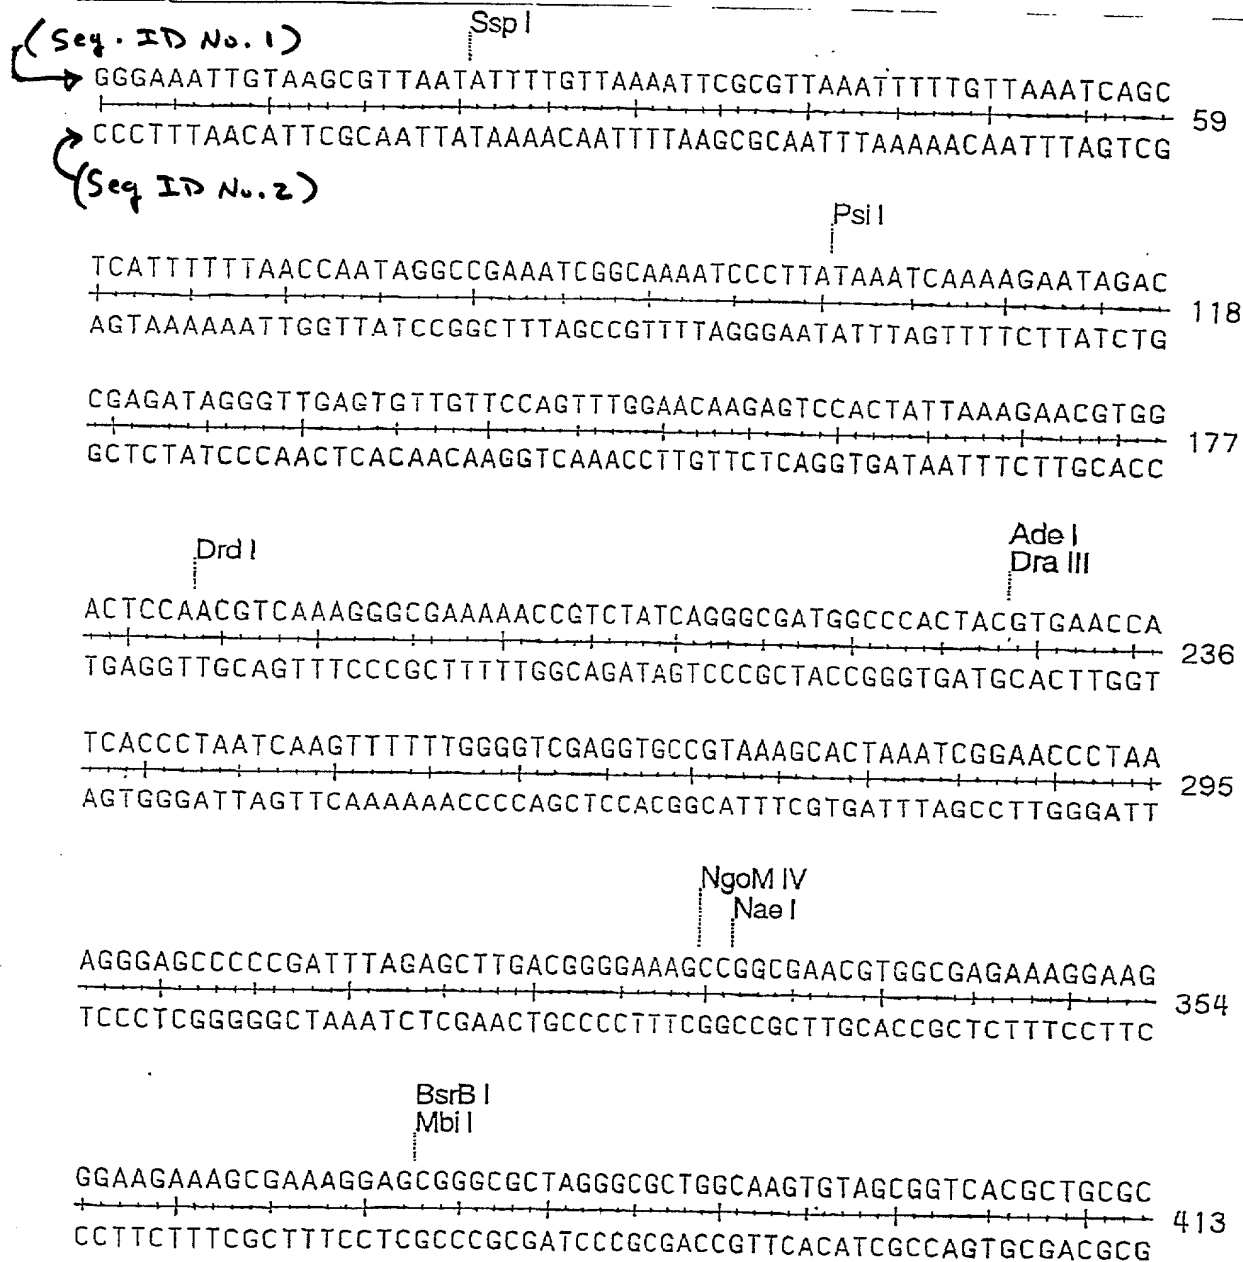 Ssp I
(Seq. ID No. 1)
GGGAAATTGTAAGCGTTAATATTTTGTTAAAATTCGCGTTAAATTTTTGTTAAATCAGC
59
CCCTTTAACATTCGCAATTATAAAACAATTTTAAGCGCAATTTAAAAACAATTTAGTCG
(Seq ID No. 2)
Psi I
TCATTTTTTAACCAATAGGCCGAAATCGGCAAAATCCCTTATAAATCAAAAGAATAGAC
118
AGTAAAAAATTGGTTATCCGGCTTTAGCCGTTTTAGGGAATATTTAGTTTTCTTATCTG
CGAGATAGGGTTGAGTGTTGTTCCAGTTTGGAACAAGAGTCCACTATTAAAGAACGTGG
177
GCTCTATCCCAACTCACAACAAGGTCAAACCTTGTTCTCAGGTGATAATTTCTTGCACC
Drd I
Ade I
Dra III
ACTCCAACGTCAAAGGGCGAAAAACCGTCTATCAGGGCGATGGCCCACTACGTGAACCA
236
TGAGGTTGCAGTTTCCCGCTTTTTGGCAGATAGTCCCGCTACCGGGTGATGCACTTGGT
TCACCCTAATCAAGTTTTTTGGGGTCGAGGTGCCGTAAAGCACTAAATCGGAACCCTAA
295
AGTGGGATTAGTTCAAAAAACCCCAGCTCCACGGCATTTCGTGATTTAGCCTTGGGATT
NgoM IV
Nae I
AGGGAGCCCCCGATTTAGAGCTTGACGGGGAAAGCCGGCGAACGTGGCGAGAAAGGAAG
354
TCCCTCGGGGGCTAAATCTCGAACTGCCCCTTTCGGCCGCTTGCACCGCTCTTTCCTTC
BsrB I
Mbi I
GGAAGAAAGCGAAAGGAGCGGGCGCTAGGGCGCTGGCAAGTGTAGCGGTCACGCTGCGC
413
CCTTCTTTCGCTTTCCTCGCCCGCGATCCCGCGACCGTTCACATCGCCAGTGCGACGCG